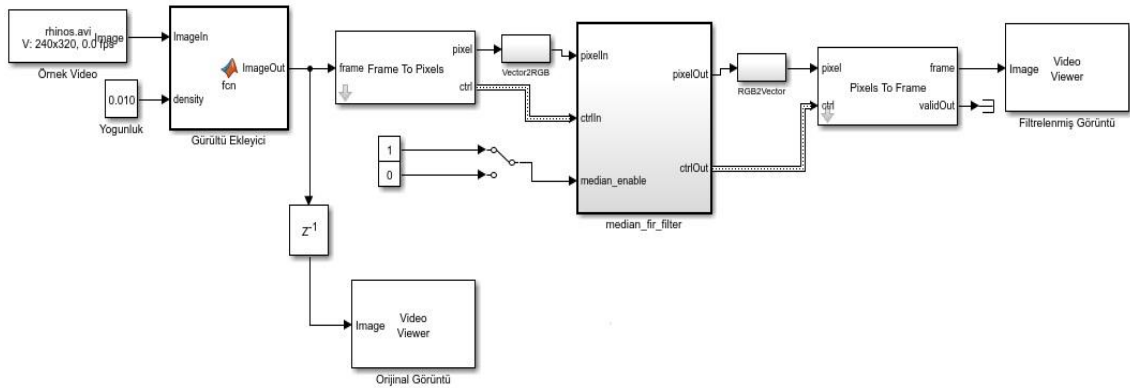 rhinos.avi
V: 240x320, 0.0 fps
Image
Örnek Video
0.010
Yogunluk
ImageIn
density
fcn
ImageOut
Gürültü Ekleyici
frame
Frame To Pixels
pixel
ctrl
Vector2RGB
1
0
pixelIn
ctrlIn
median_enable
pixelOut
ctrlOut
median_fir_filter
RGB2Vector
pixel
ctrl
Pixels To Frame
frame
validOut
Image
Video
Viewer
Filtrelenmiş Görüntü
Z-1
Image
Video
Viewer
Orijinal Görüntü